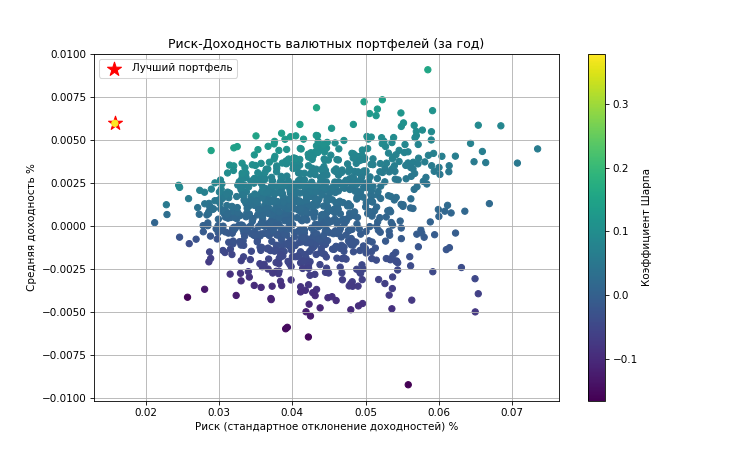 Риск-Доходность валютных портфелей (за год)
Лучший портфель
Средняя доходность %
0.0100
0.0075
0.0050
0.0025
0.0000
−0.0025
−0.0050
−0.0075
−0.0100
0.02 0.03 0.04 0.05 0.06 0.07
Риск (стандартное отклонение доходностей) %
0.3
0.2
0.1
0.0
−0.1
Коэффициент Шарпа